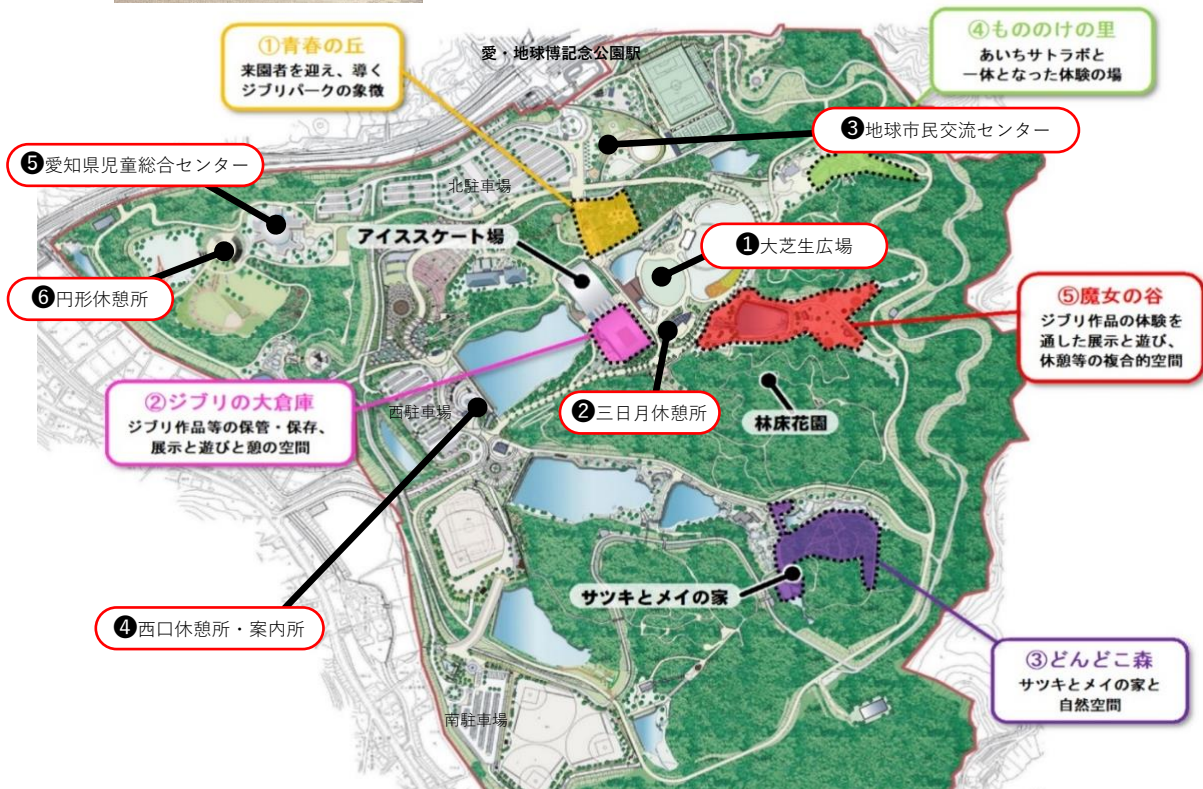 ①青春の丘
来園者を迎え、導く
ジブリパークの象徴
愛・地球博記念公園駅
④もののけの里
あいちサトラボと
一体となった体験の場
❸地球市民交流センター
❺愛知県児童総合センター
北駐車場
アイススケート場
❶大芝生広場
❻円形休憩所
⑤魔女の谷
ジブリ作品の体験を
通した展示と遊び、
休憩等の複合的空間
②ジブリの大倉庫
ジブリ作品等の保管・保存、
展示と遊びと憩の空間
西駐車場
❷三日月休憩所
林床花園
サツキとメイの家
❹西口休憩所・案内所
③どんどこ森
サツキとメイの家と
自然空間
南駐車場